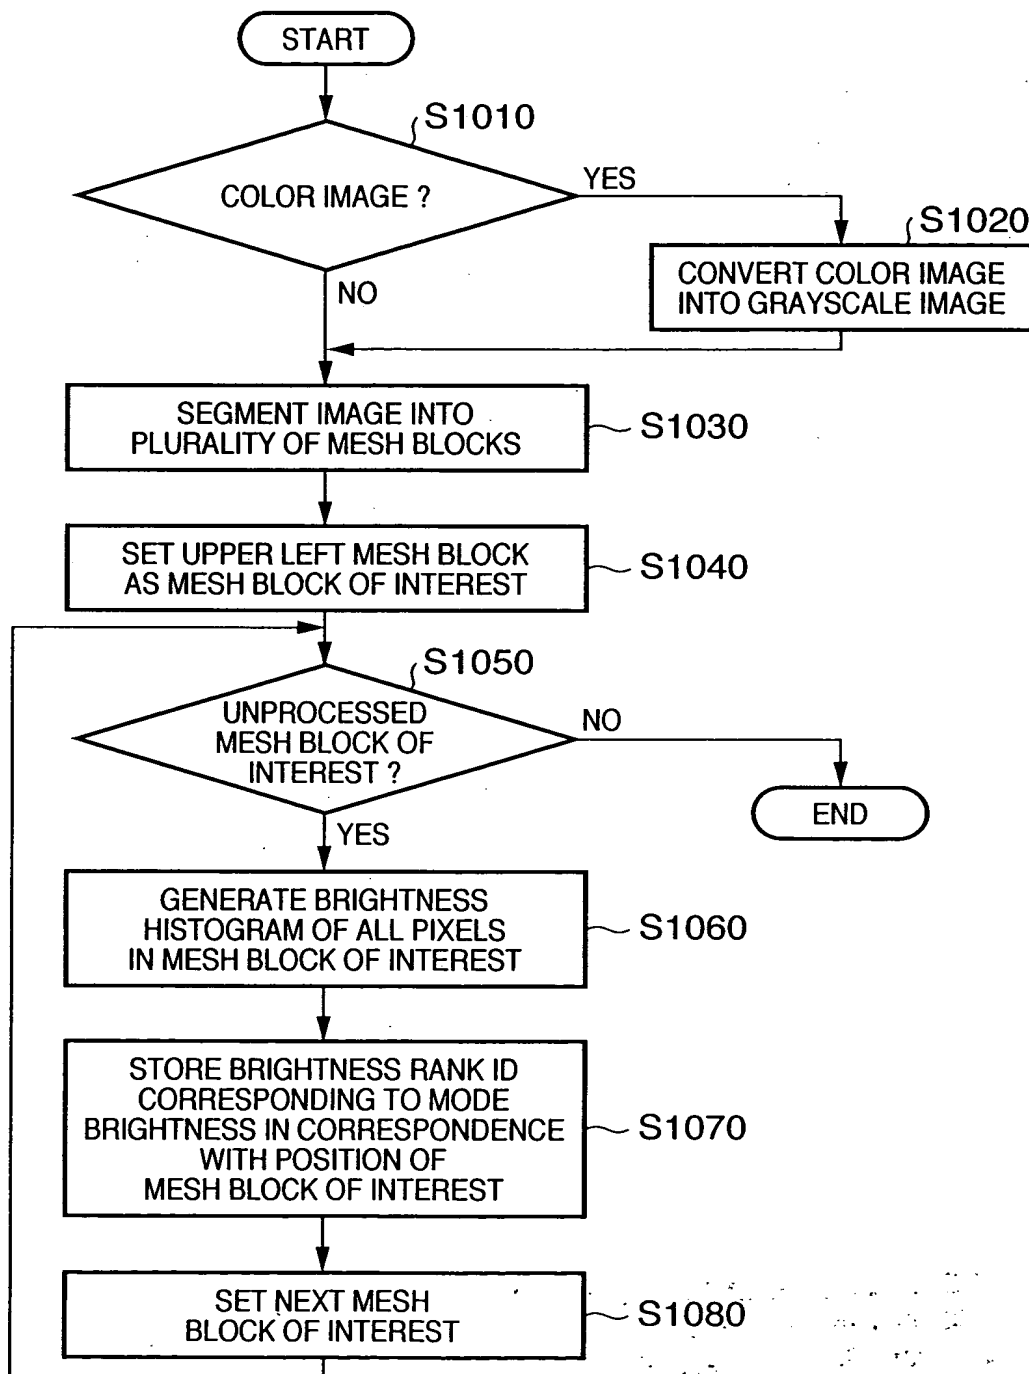 START
S1010
COLOR IMAGE ?
YES
S1020
CONVERT COLOR IMAGE
INTO GRAYSCALE IMAGE
NO
SEGMENT IMAGE INTO
PLURALITY OF MESH BLOCKS
S1030
SET UPPER LEFT MESH BLOCK
AS MESH BLOCK OF INTEREST
S1040
S1050
UNPROCESSED
MESH BLOCK OF
INTEREST ?
NO
END
YES
GENERATE BRIGHTNESS
HISTOGRAM OF ALL PIXELS
IN MESH BLOCK OF INTEREST
S1060
STORE BRIGHTNESS RANK ID
CORRESPONDING TO MODE
BRIGHTNESS IN CORRESPONDENCE
WITH POSITION OF
MESH BLOCK OF INTEREST
S1070
SET NEXT MESH
BLOCK OF INTEREST
S1080